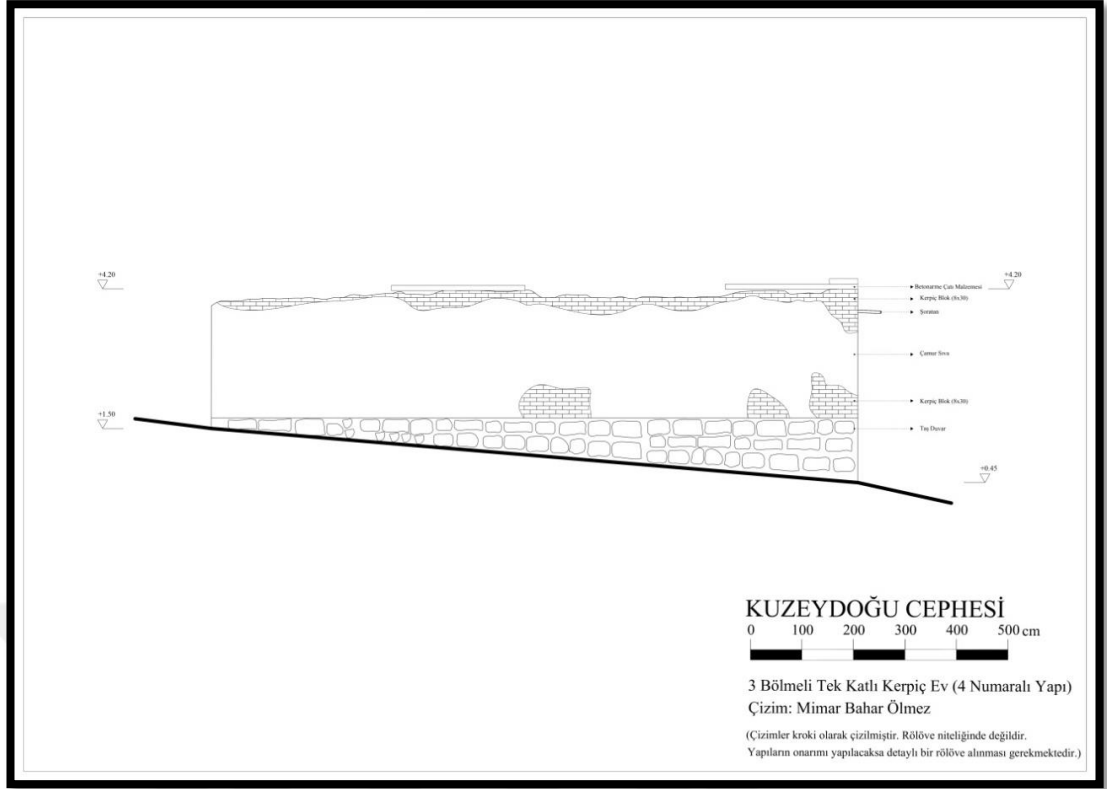 +4.20
+4.20
Betonarme Çatı Malzemesi
Kerpiç Blok (8x30)
Şoratan
Çamur Sıva
Kerpiç Blok (8x30)
+1.50
Taş Duvar
+0.45
KUZEYDOĞU CEPHESİ
0 100 200 300 400 500 cm
3 Bölmeli Tek Katlı Kerpiç Ev (4 Numaralı Yapı)
Çizim: Mimar Bahar Ölmez
(Çizimler kroki olarak çizilmiştir. Rölöve niteliğinde değildir.
Yapıların onarımı yapılacaksa detaylı bir rölöve alınması gerekmektedir.)